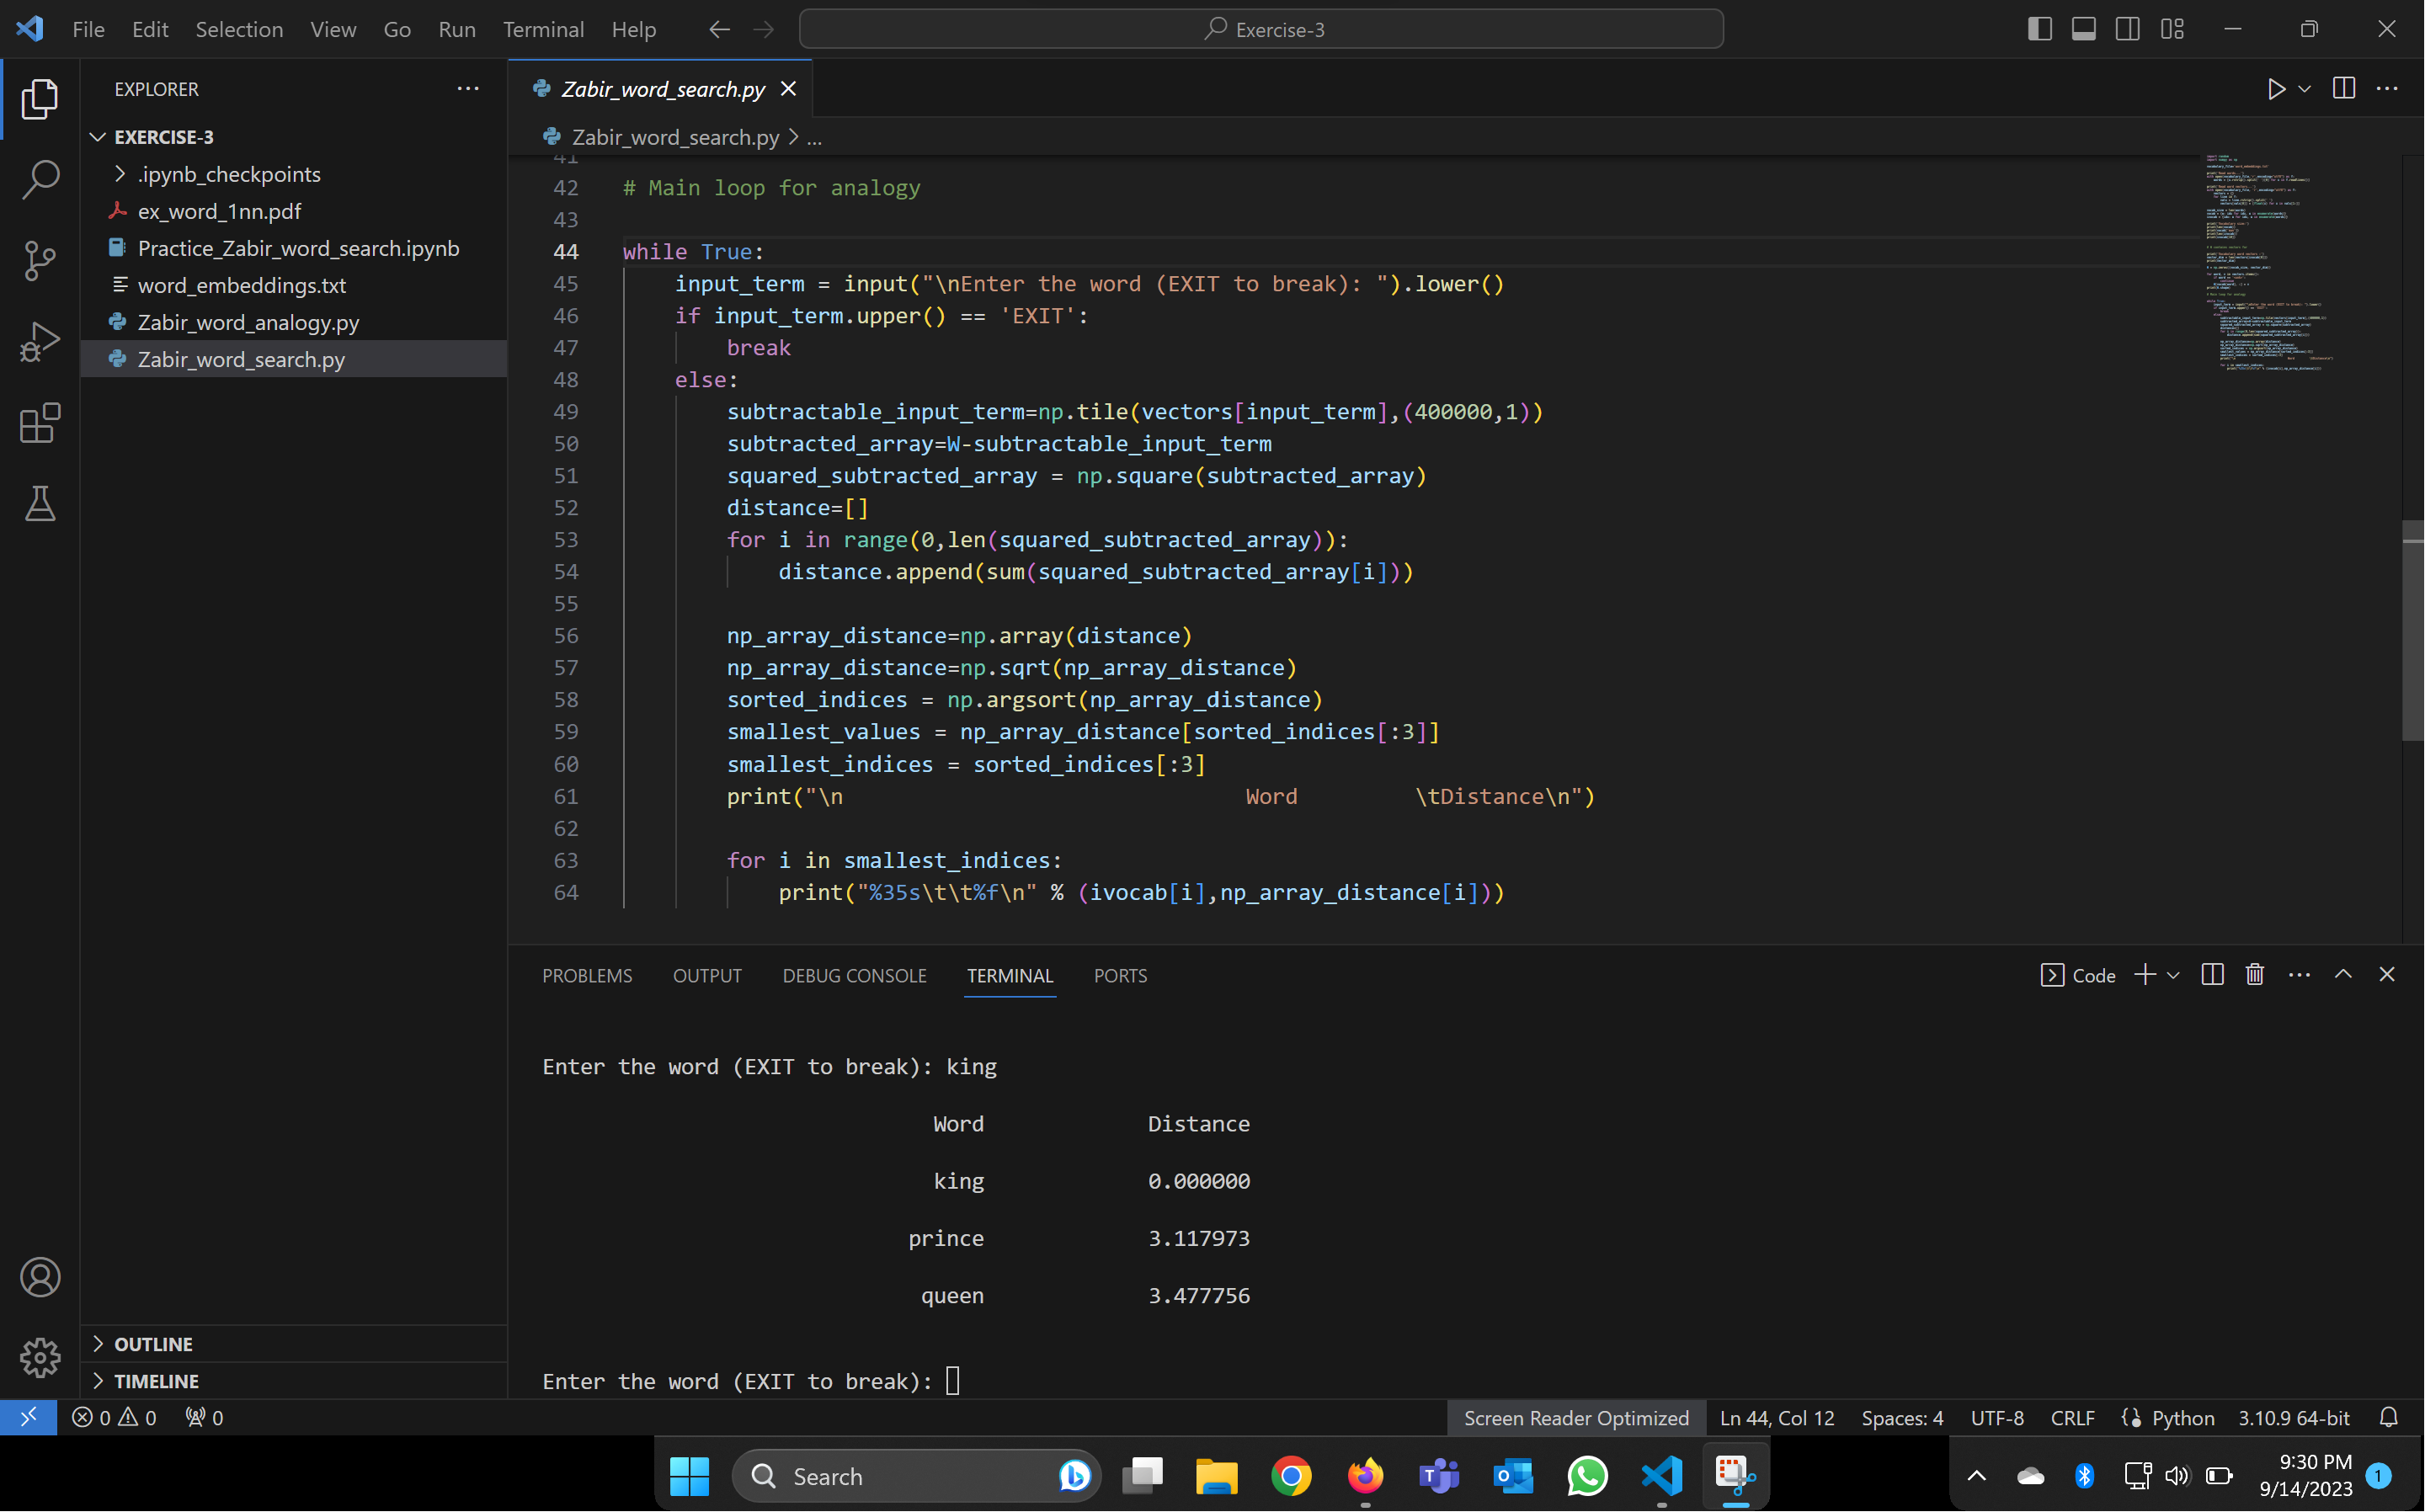 File Edit Selection View Go Run Terminal Help
Exercise-3
EXPLORER
EXERCISE-3
.ipynb_checkpoints
ex_word_1nn.pdf
Practice_Zabir_word_search.ipynb
word_embeddings.txt
Zabir_word_analogy.py
Zabir_word_search.py
OUTLINE
TIMELINE
Zabir_word_search.py
Zabir_word_search.py > ...
41
42 # Main loop for analogy
43
44 while True:
45 input_term = input("\nEnter the word (EXIT to break): ").lower()
46 if input_term.upper() == 'EXIT':
47 break
48 else:
49 subtractable_input_term=np.tile(vectors[input_term],(400000,1))
50 subtracted_array=W-subtractable_input_term
51 squared_subtracted_array = np.square(subtracted_array)
52 distance=[]
53 for i in range(0,len(squared_subtracted_array)):
54 distance.append(sum(squared_subtracted_array[i]))
55
56 np_array_distance=np.array(distance)
57 np_array_distance=np.sqrt(np_array_distance)
58 sorted_indices = np.argsort(np_array_distance)
59 smallest_values = np_array_distance[sorted_indices[:3]]
60 smallest_indices = sorted_indices[:3]
61 print("\n                               Word         \tDistance\n")
62
63 for i in smallest_indices:
64 print("%35s\t\t%f\n" % (ivocab[i],np_array_distance[i]))
PROBLEMS OUTPUT DEBUG CONSOLE TERMINAL PORTS
Code
Enter the word (EXIT to break): king
Word Distance
king 0.000000
prince 3.117973
queen 3.477756
Enter the word (EXIT to break):
0 0 0
Screen Reader Optimized Ln 44, Col 12 Spaces: 4 UTF-8 CRLF Python 3.10.9 64-bit
Search
9:30 PM
9/14/2023
1